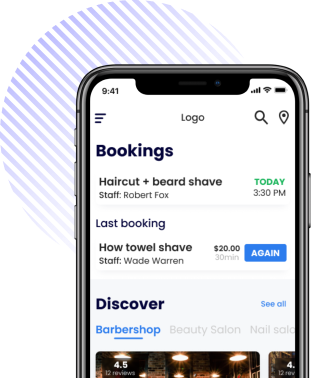 9:41
Logo
Bookings
Haircut + beard shave TODAY
Staff: Robert Fox 3:30 PM
Last booking
How towel shave $20.00 AGAIN
Staff: Wade Warren 30min
Discover See all
Barbershop Beauty Salon Nail salo
4.5 4.
12 reviews 12 rev